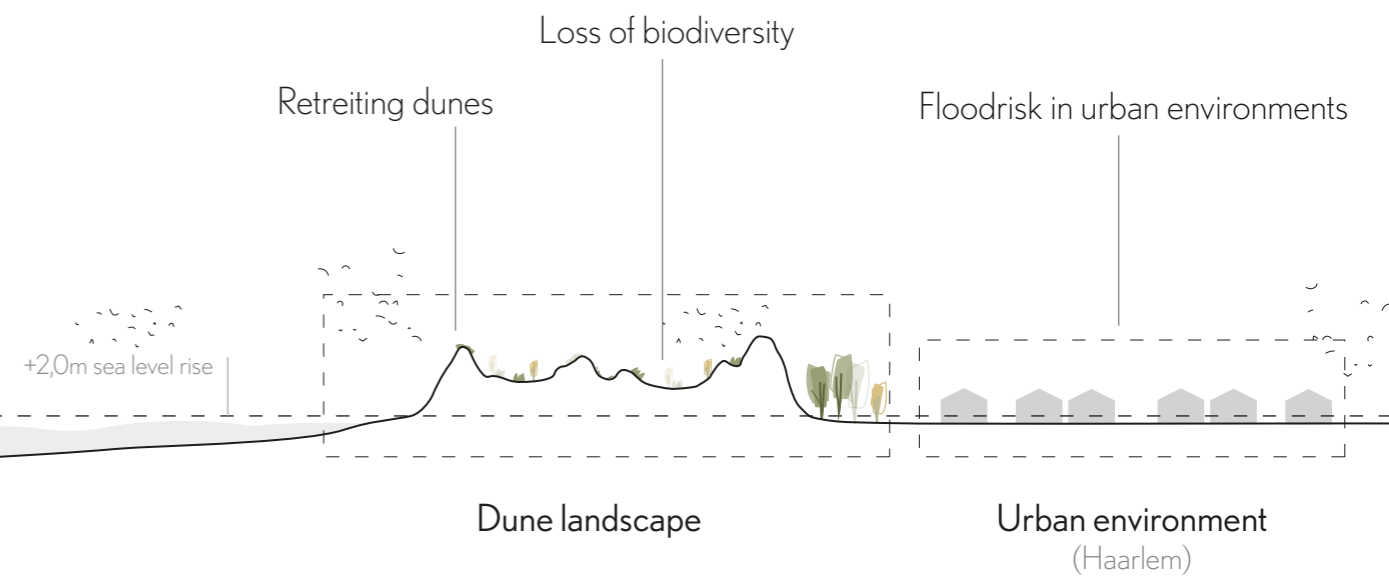 Loss of biodiversity
Retreiting dunes
Floodrisk in urban environments
+2,0m sea level rise
Dune landscape
Urban environment
(Haarlem)